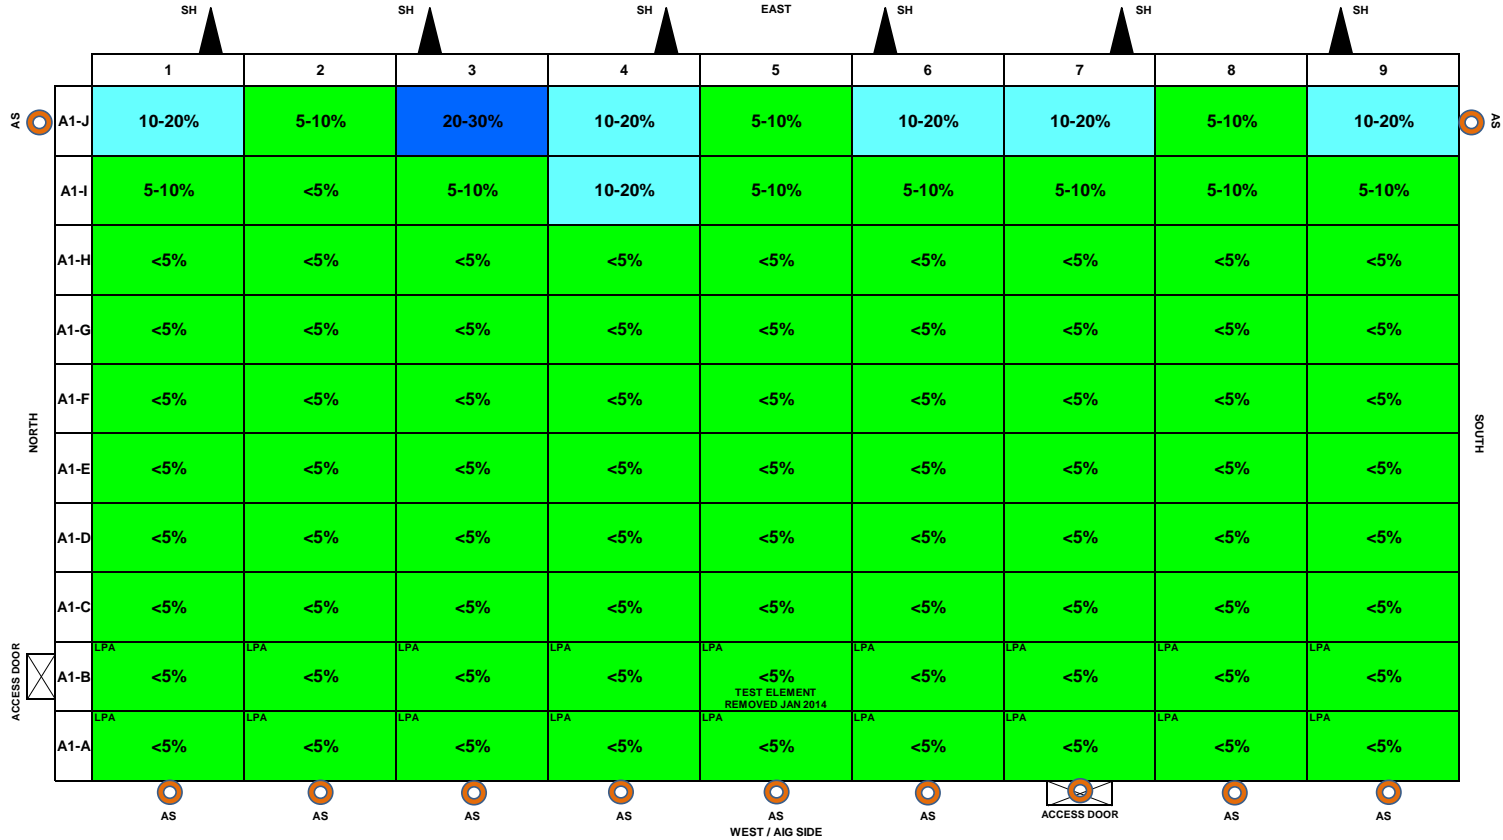 SH SH SH EAST SH SH SH
1 2 3 4 5 6 7 8 9
AS A1-J 10-20% 5-10% 20-30% 10-20% 5-10% 10-20% 10-20% 5-10% 10-20% AS
A1-I 5-10% <5% 5-10% 10-20% 5-10% 5-10% 5-10% 5-10% 5-10%
A1-H <5% <5% <5% <5% <5% <5% <5% <5% <5%
A1-G <5% <5% <5% <5% <5% <5% <5% <5% <5%
A1-F <5% <5% <5% <5% <5% <5% <5% <5% <5%
NORTH
SOUTH
A1-E <5% <5% <5% <5% <5% <5% <5% <5% <5%
A1-D <5% <5% <5% <5% <5% <5% <5% <5% <5%
A1-C <5% <5% <5% <5% <5% <5% <5% <5% <5%
LPA LPA LPA LPA LPA LPA LPA LPA LPA
ACCESS DOOR A1-B <5% <5% <5% <5% <5% <5% <5% <5% <5%
TEST ELEMENT
REMOVED JAN 2014
LPA LPA LPA LPA LPA LPA LPA LPA LPA
A1-A <5% <5% <5% <5% <5% <5% <5% <5% <5%
AS AS AS AS AS AS ACCESS DOOR AS AS
WEST / AIG SIDE